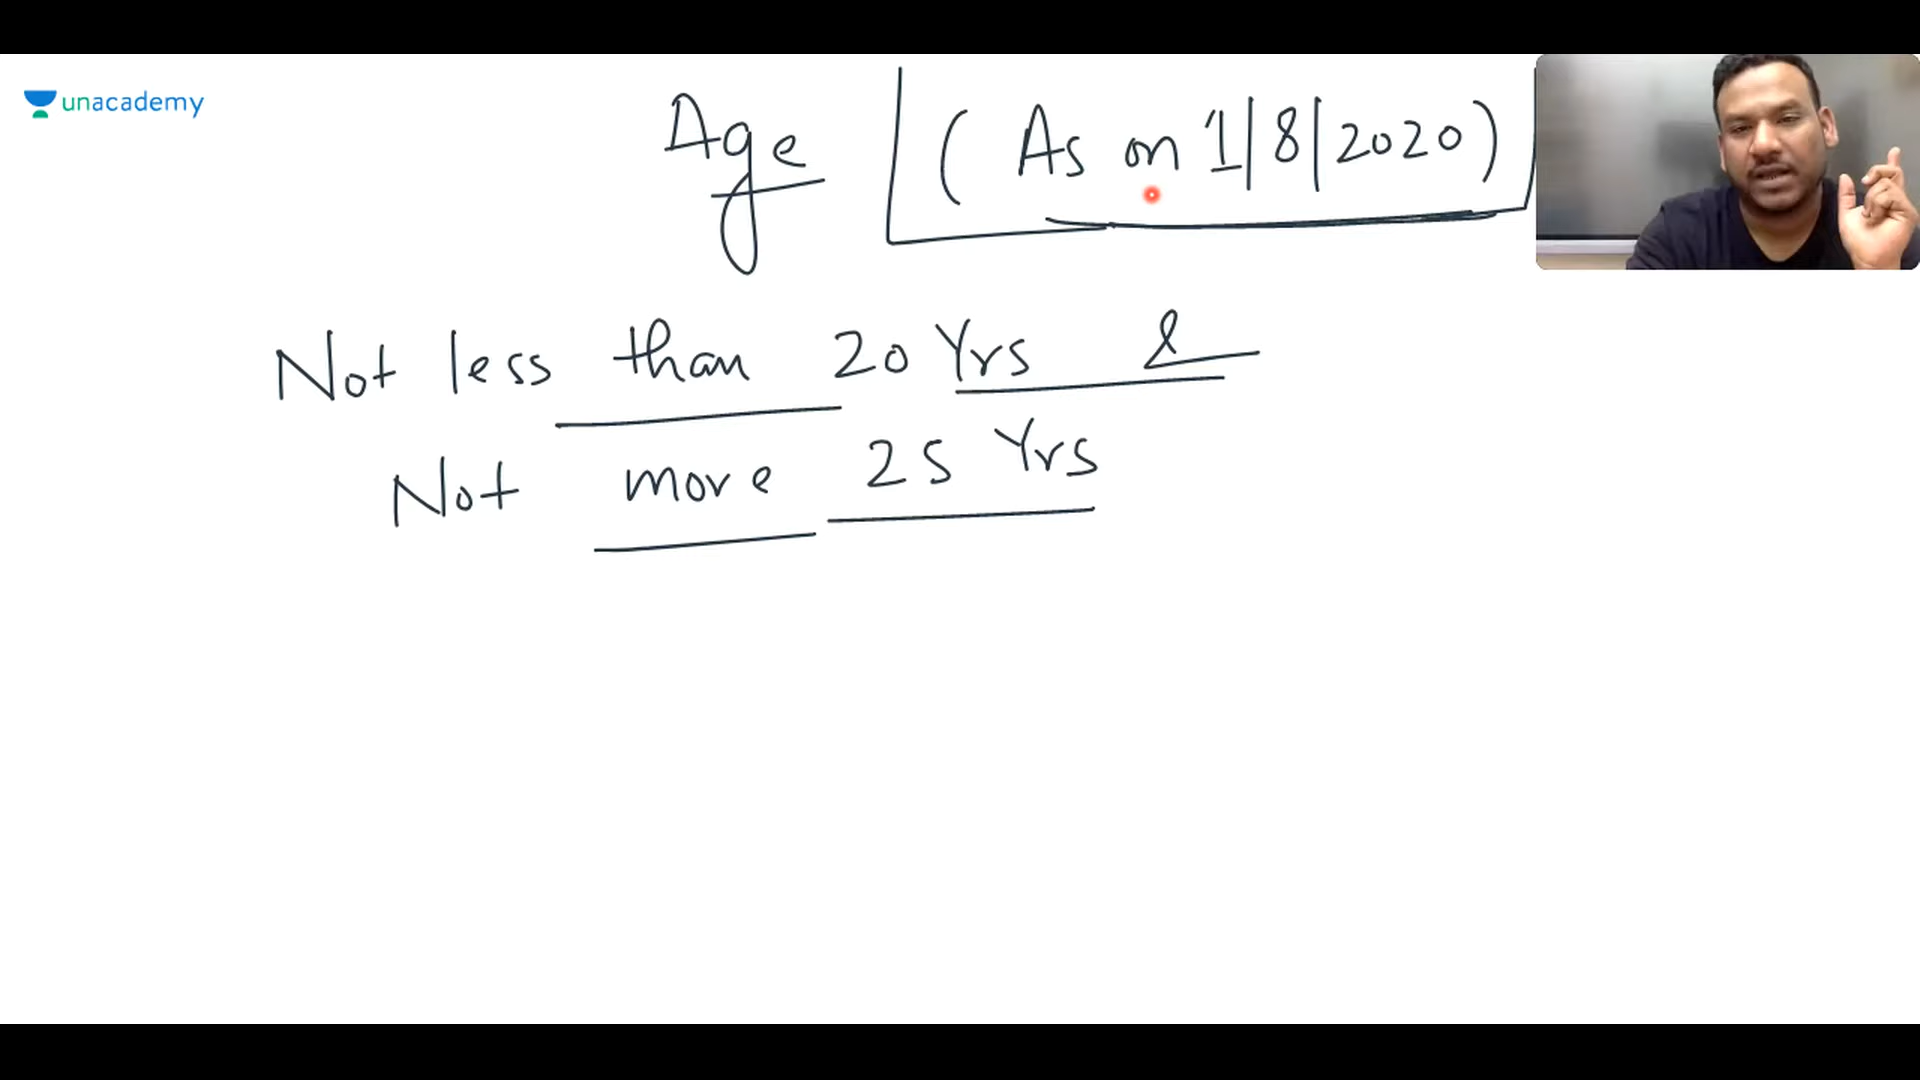 unacademy
Age (As on 1/8/2020)
Not less than 20 Yrs &
Not more 25 Yrs